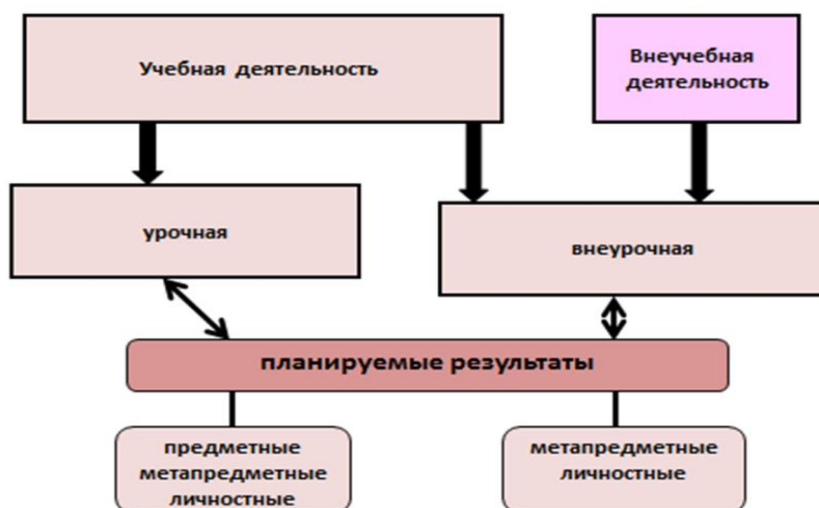 Учебная деятельность
Внеучебная
деятельность
урочная
внеурочная
планируемые результаты
предметные
метапредметные
личностные
метапредметные
личностные